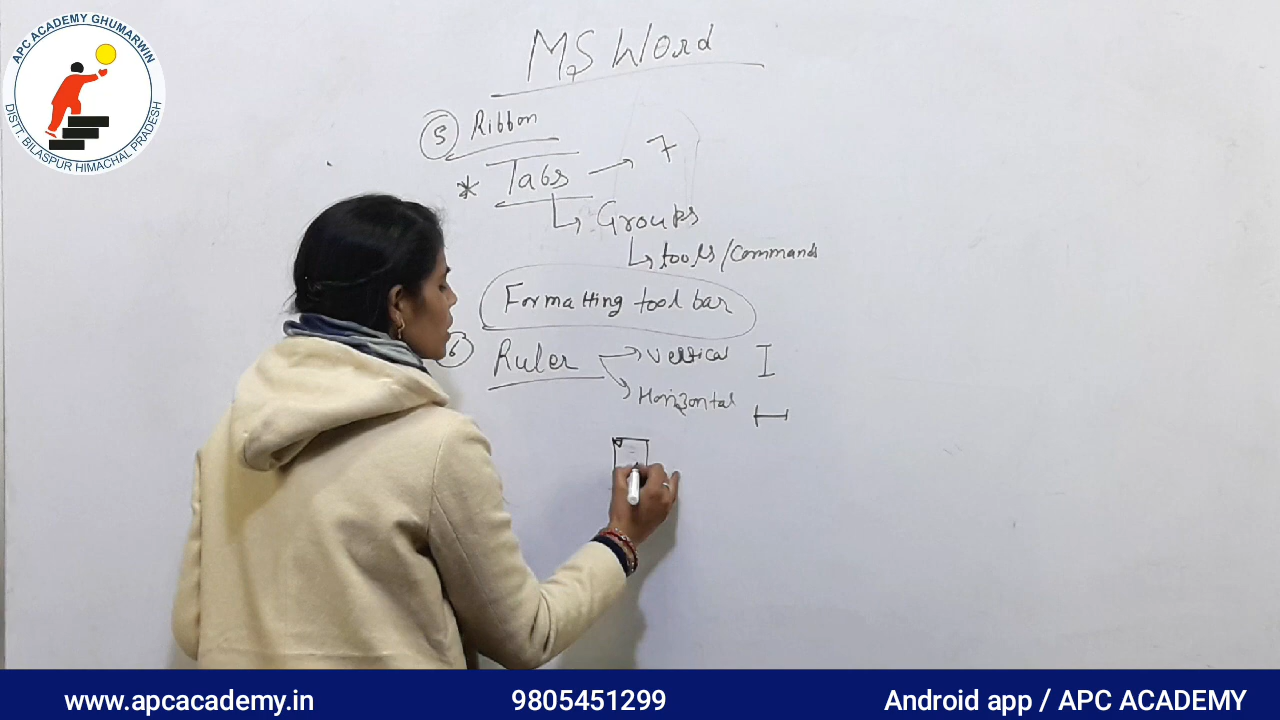 APC ACADEMY GHUMARWIN
DISTT. BILASPUR HIMACHAL PRADESH
MS Word
5 Ribbon
* Tabs → 7
↳ Groups
↳ tools/Commands
Formatting tool bar
6 Ruler → Vertical
→ Horizontal
www.apcacademy.in 9805451299 Android app / APC ACADEMY